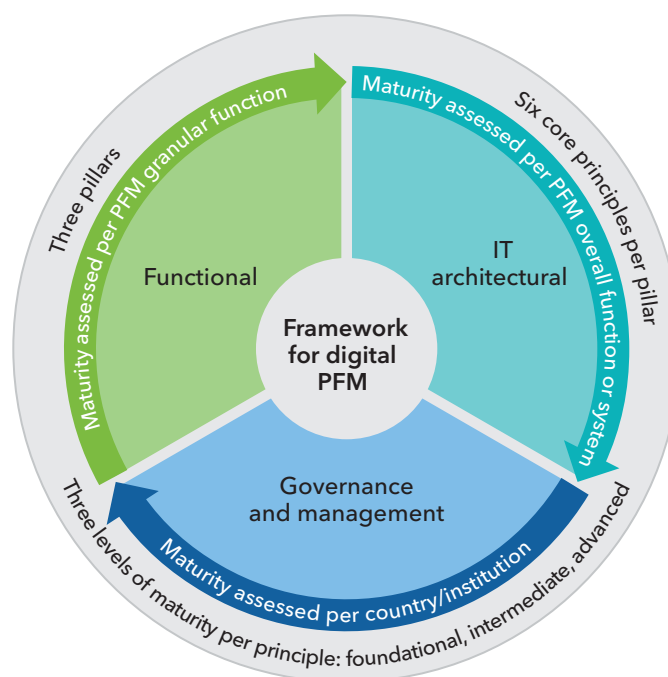 Three pillars
Maturity assessed per PFM granular function
Functional
Six core principles per pillar
Maturity assessed per PFM overall function or system
IT
architectural
Framework
for digital
PFM
Governance
and management
Maturity assessed per country/institution
Three levels of maturity per principle: foundational, intermediate, advanced